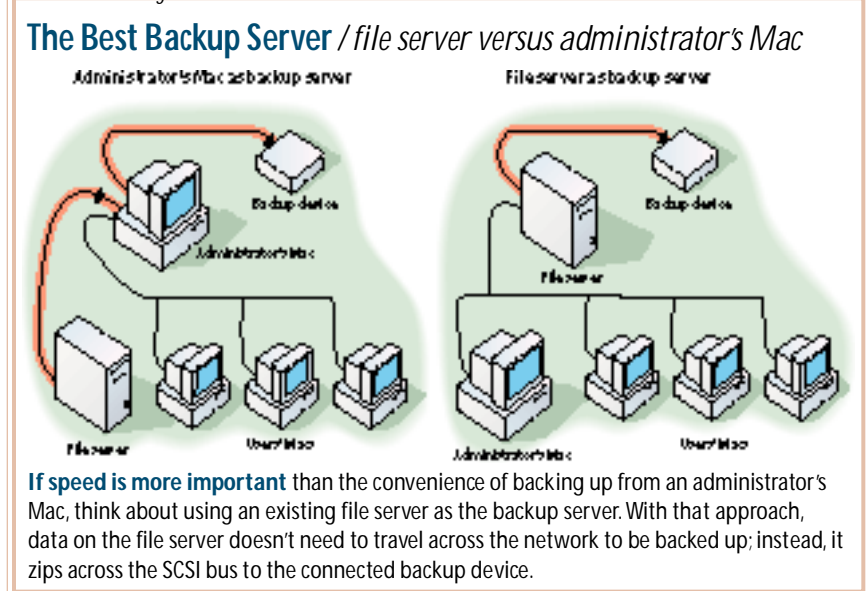 The Best Backup Server / file server versus administrator's Mac
Administrator's Mac as backup server
File server as backup server
Backup device
Backup device
Administrator's Mac
File server
File server
Users' Macs
Administrator's Mac
Users' Macs
If speed is more important than the convenience of backing up from an administrator's
Mac, think about using an existing file server as the backup server. With that approach,
data on the file server doesn't need to travel across the network to be backed up; instead, it
zips across the SCSI bus to the connected backup device.